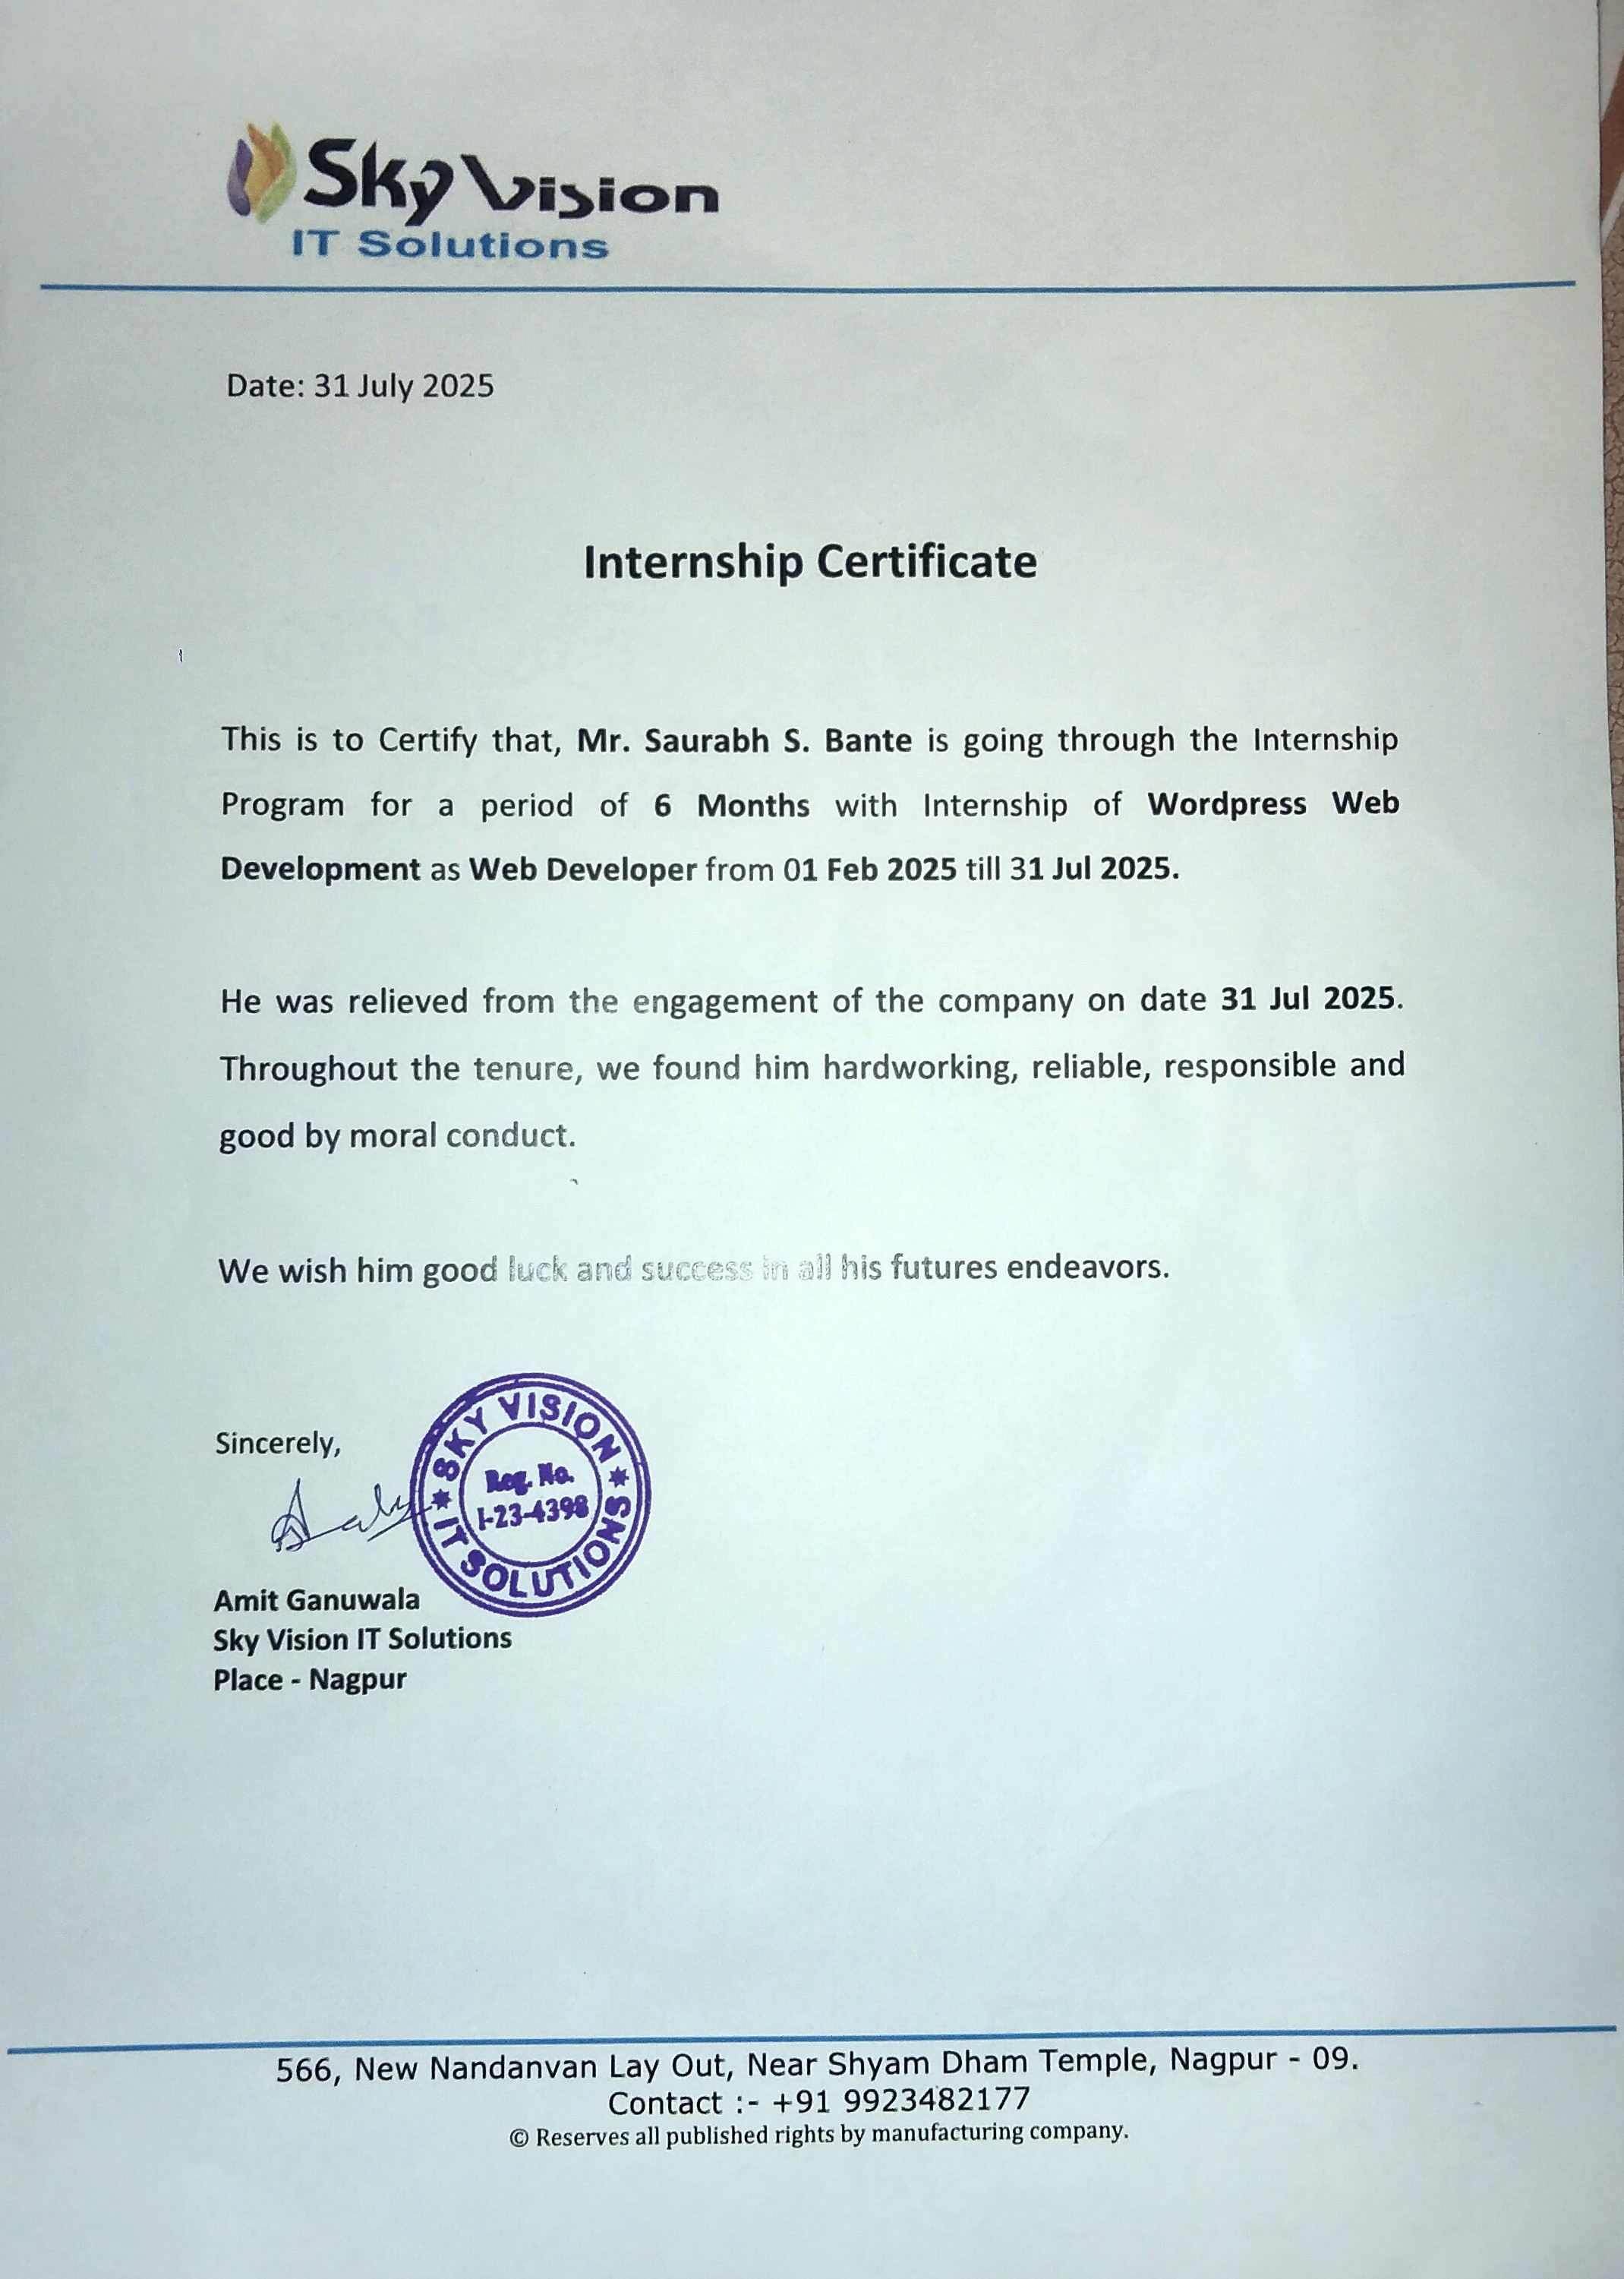 Sky Vision
IT Solutions
Date: 31 July 2025
Internship Certificate
This is to Certify that, Mr. Saurabh S. Bante is going through the Internship
Program for a period of 6 Months with Internship of Wordpress Web
Development as Web Developer from 01 Feb 2025 till 31 Jul 2025.
He was relieved from the engagement of the company on date 31 Jul 2025.
Throughout the tenure, we found him hardworking, reliable, responsible and
good by moral conduct.
We wish him good luck and success in all his futures endeavors.
Sincerely,
SKY VISION
Reg. No.
1-23-4398
IT SOLUTIONS
Amit Ganuwala
Sky Vision IT Solutions
Place - Nagpur
566, New Nandanvan Lay Out, Near Shyam Dham Temple, Nagpur - 09.
Contact :- +91 9923482177
© Reserves all published rights by manufacturing company.